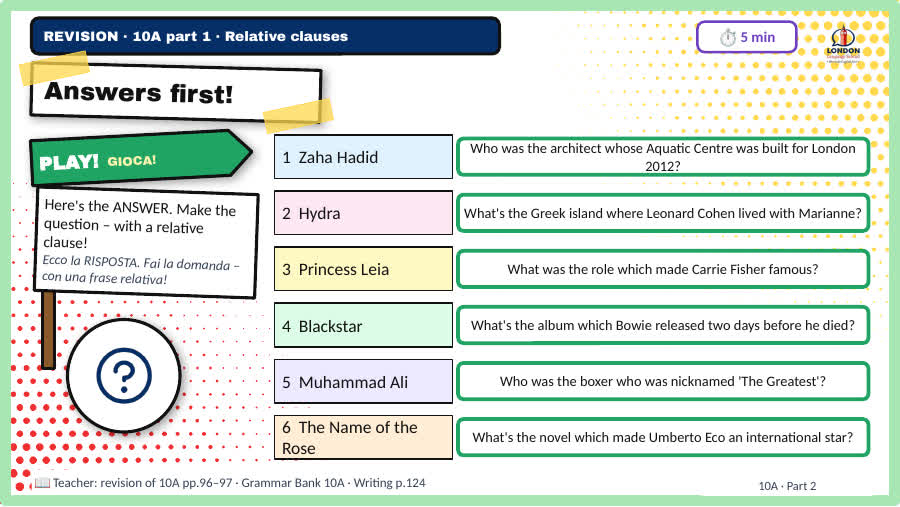 REVISION · 10A part 1 · Relative clauses
⏱️ 5 min
LONDON
Answers first!
PLAY! GIOCA!
Here's the ANSWER. Make the
question – with a relative
clause!
Ecco la RISPOSTA. Fai la domanda –
con una frase relativa!
1 Zaha Hadid
Who was the architect whose Aquatic Centre was built for London
2012?
2 Hydra
What's the Greek island where Leonard Cohen lived with Marianne?
3 Princess Leia
What was the role which made Carrie Fisher famous?
4 Blackstar
What's the album which Bowie released two days before he died?
5 Muhammad Ali
Who was the boxer who was nicknamed 'The Greatest'?
6 The Name of the
Rose
What's the novel which made Umberto Eco an international star?
?
📖 Teacher: revision of 10A pp.96–97 · Grammar Bank 10A · Writing p.124
10A · Part 2